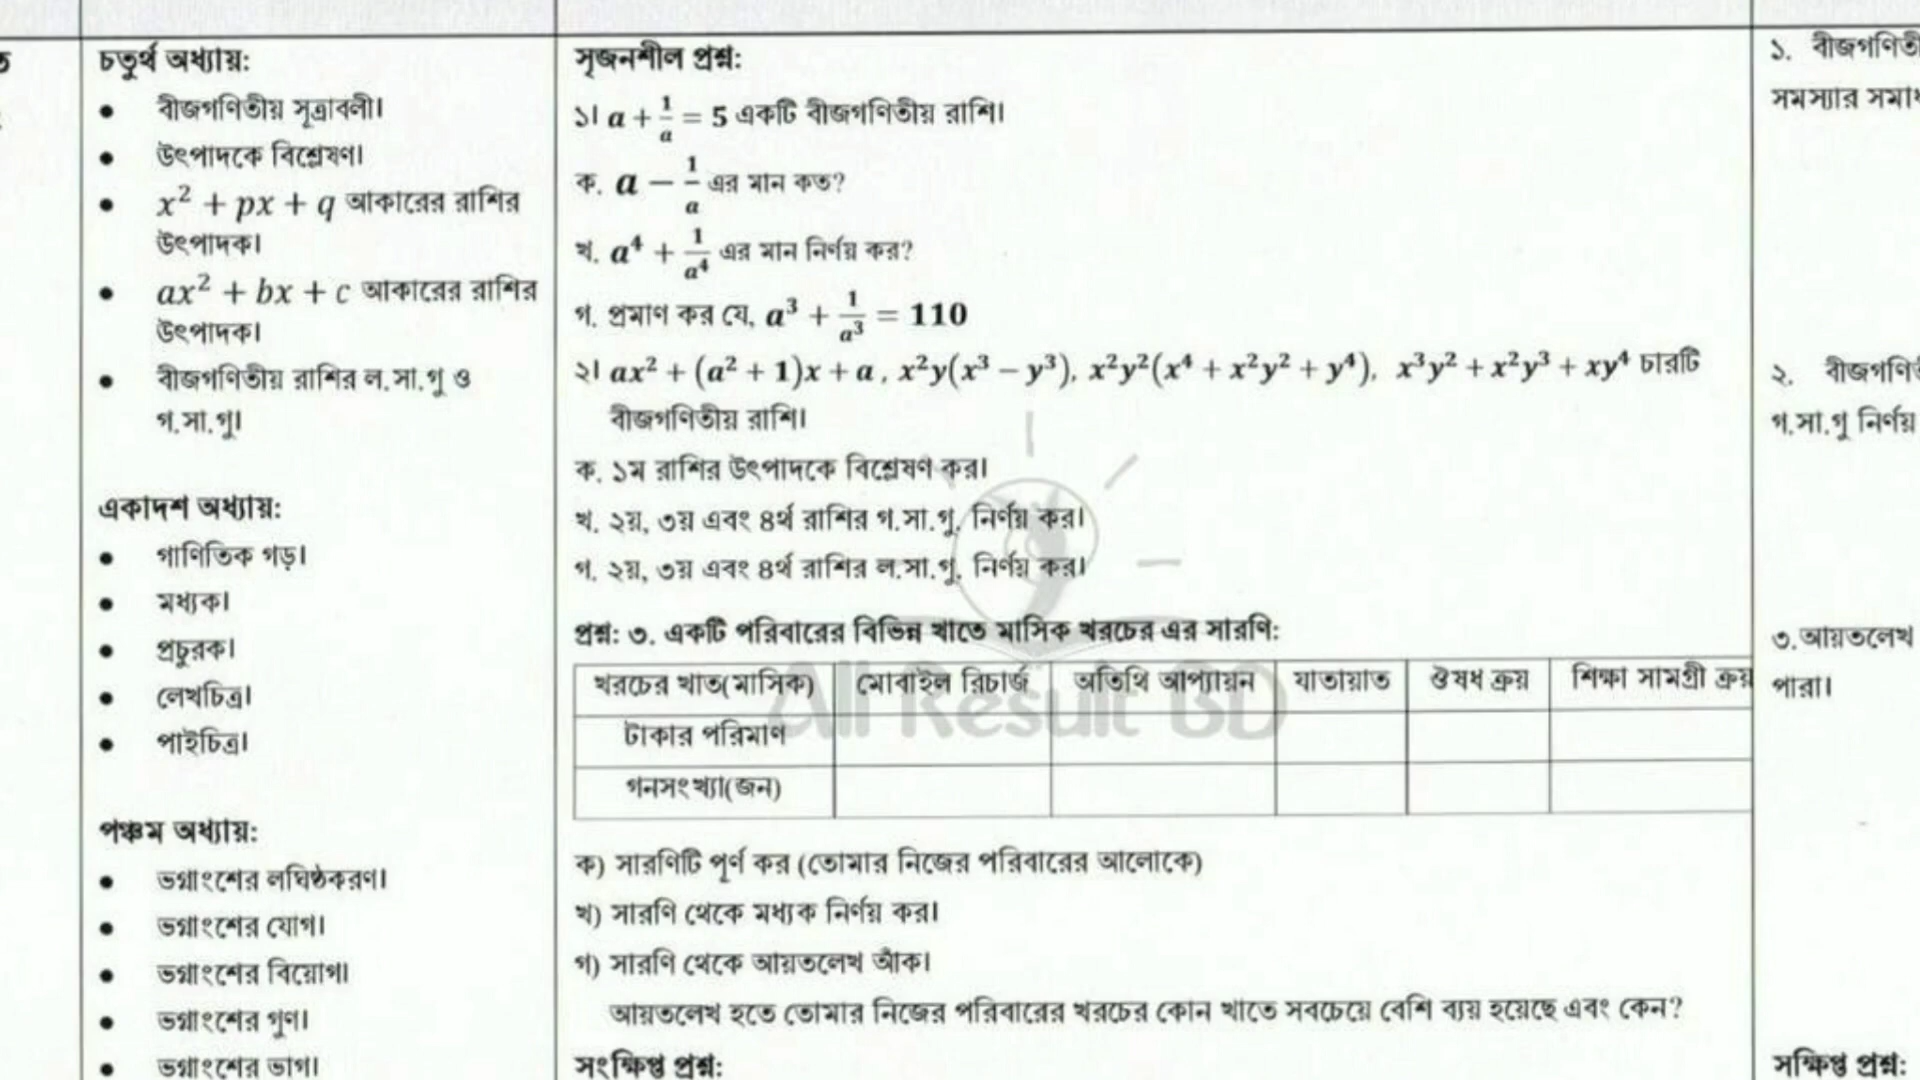 চতুর্থ অধ্যায়:
• বীজগণিতীয় সূত্রাবলী।
• উৎপাদকে বিশ্লেষণ।
• x² + px + q আকারের রাশির
উৎপাদক।
• ax² + bx + c আকারের রাশির
উৎপাদক।
• বীজগণিতীয় রাশির ল.সা.গু ও
গ.সা.গু।
একাদশ অধ্যায়:
• গাণিতিক গড়।
• মধ্যক।
• প্রচুরক।
• লেখচিত্র।
• পাইচিত্র।
পঞ্চম অধ্যায়:
• ভগ্নাংশের লঘিষ্ঠকরণ।
• ভগ্নাংশের যোগ।
• ভগ্নাংশের বিয়োগ।
• ভগ্নাংশের গুণ।
• ভগ্নাংশের ভাগ।
সৃজনশীল প্রশ্ন:
১। a + 1/a = 5 একটি বীজগণিতীয় রাশি।
ক. a − 1/a এর মান কত?
খ. a⁴ + 1/a⁴ এর মান নির্ণয় কর?
গ. প্রমাণ কর যে, a³ + 1/a³ = 110
২। ax² + (a² + 1)x + a , x²y(x³ − y³), x²y²(x⁴ + x²y² + y⁴), x³y² + x²y³ + xy⁴ চারটি
বীজগণিতীয় রাশি।
ক. ১ম রাশির উৎপাদকে বিশ্লেষণ কর।
খ. ২য়, ৩য় এবং ৪র্থ রাশির গ.সা.গু. নির্ণয় কর।
গ. ২য়, ৩য় এবং ৪র্থ রাশির ল.সা.গু. নির্ণয় কর।
প্রশ্ন: ৩. একটি পরিবারের বিভিন্ন খাতে মাসিক খরচের এর সারণি:
খরচের খাত(মাসিক) মোবাইল রিচার্জ অতিথি আপ্যায়ন যাতায়াত ঔষধ ক্রয় শিক্ষা সামগ্রী ক্রয়
টাকার পরিমাণ
গনসংখ্যা(জন)
All Result BD
ক) সারণিটি পূর্ণ কর (তোমার নিজের পরিবারের আলোকে)
খ) সারণি থেকে মধ্যক নির্ণয় কর।
গ) সারণি থেকে আয়তলেখ আঁক।
আয়তলেখ হতে তোমার নিজের পরিবারের খরচের কোন খাতে সবচেয়ে বেশি ব্যয় হয়েছে এবং কেন?
সংক্ষিপ্ত প্রশ্ন:
১. বীজগণিতী
সমস্যার সমা
২. বীজগণি
গ.সা.গু নির্ণয়
৩.আয়তলেখ
পারা।
সক্ষিপ্ত প্রশ্ন: